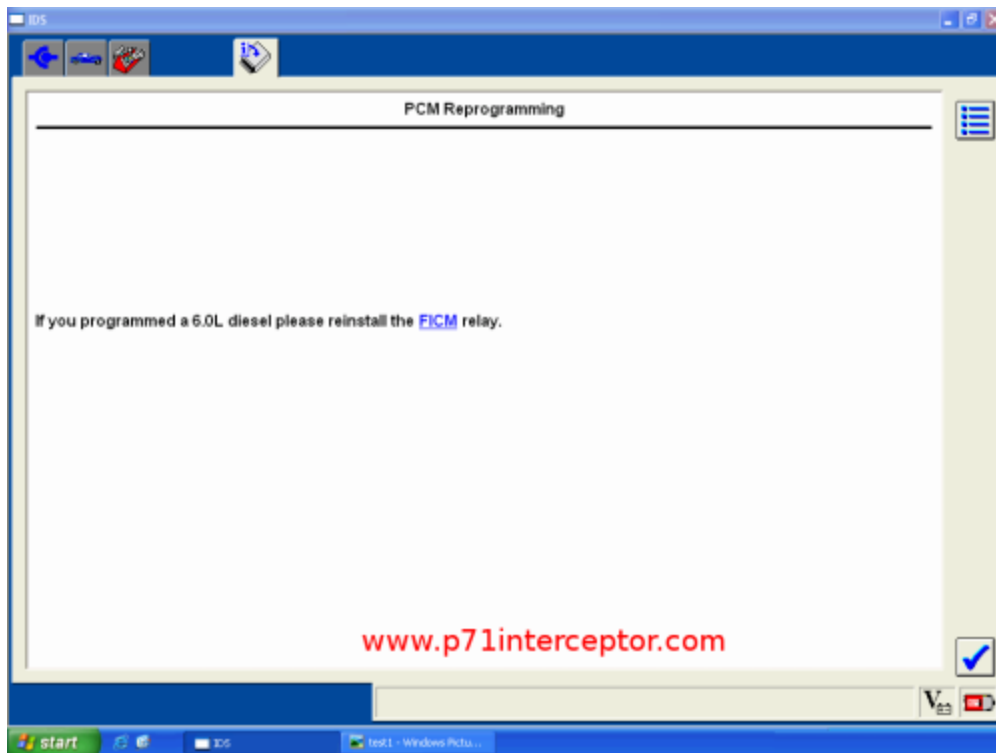 IDS
PCM Reprogramming
If you programmed a 6.0L diesel please reinstall the FICM relay.
www.p71interceptor.com
V
start
IDS
test1 - Windows Pictu...